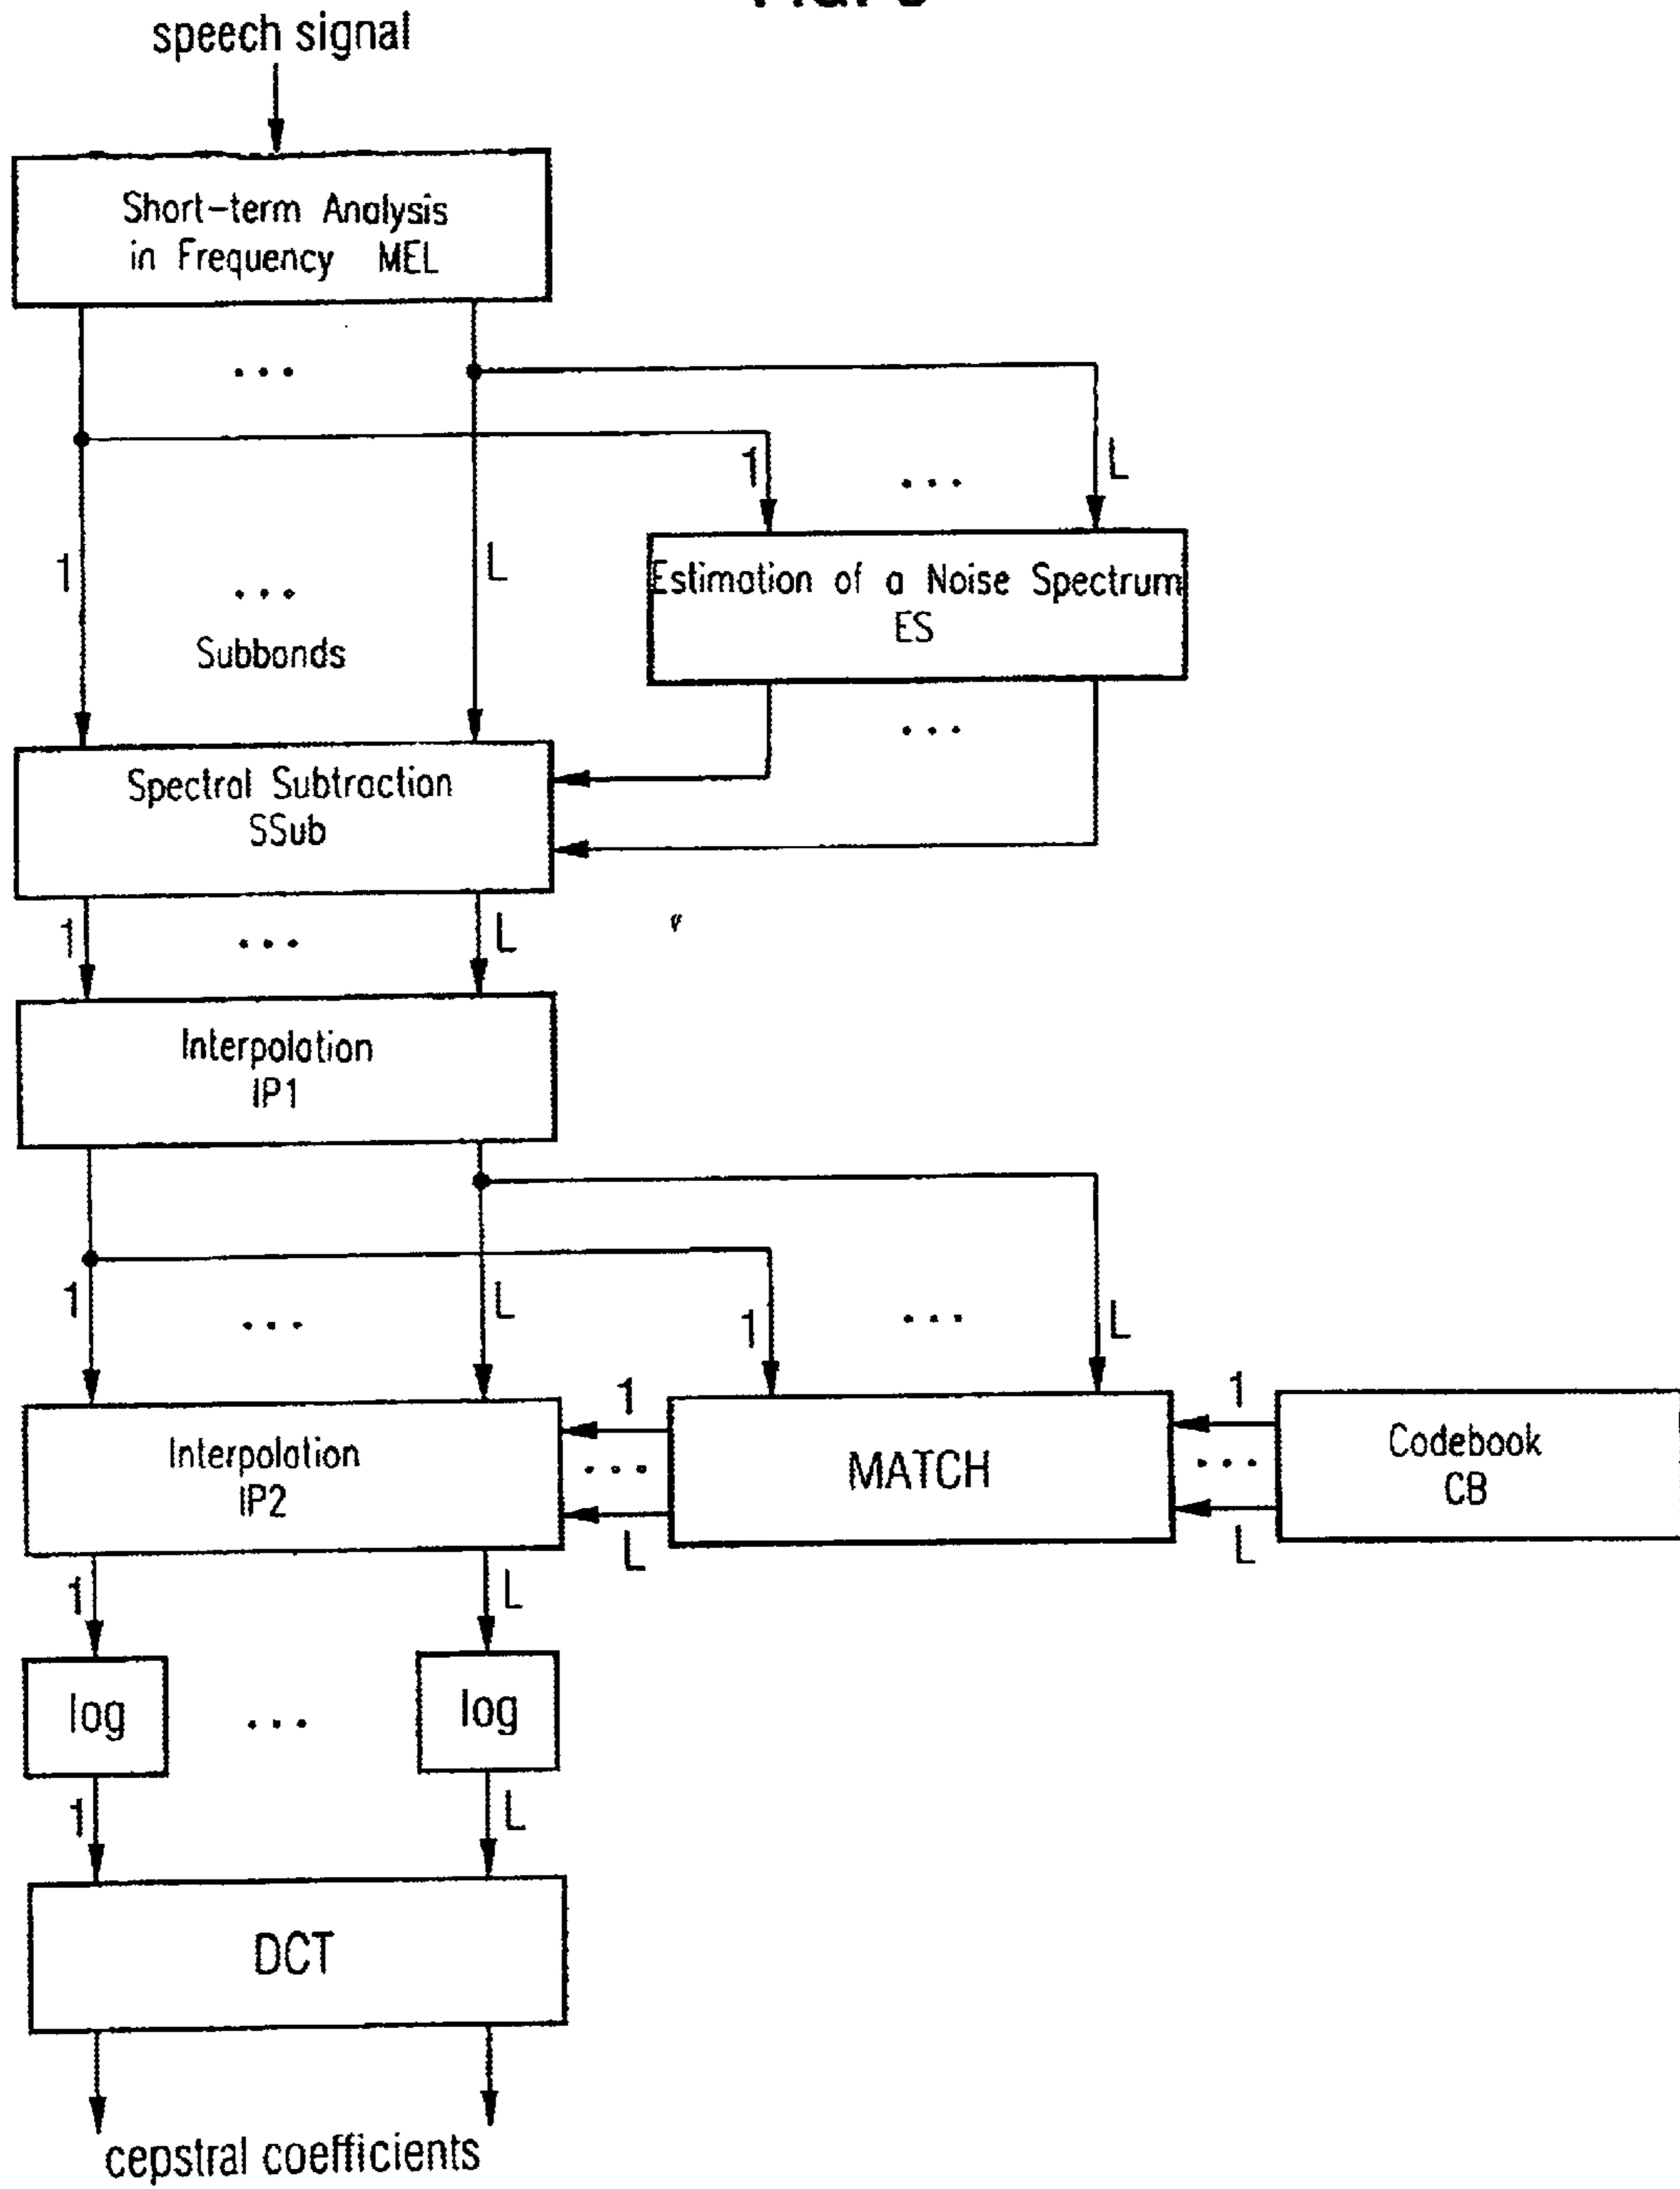 speech signal
Short-term Analysis
in Frequency MEL
...
1
...
L
1
...
L
Subbands
Estimation of a Noise Spectrum
ES
...
Spectral Subtraction
SSub
1
...
L
Interpolation
IP1
1
...
L
1
...
L
Interpolation
IP2
1
...
L
MATCH
1
...
L
Codebook
CB
1
L
log
...
log
1
L
DCT
cepstral coefficients